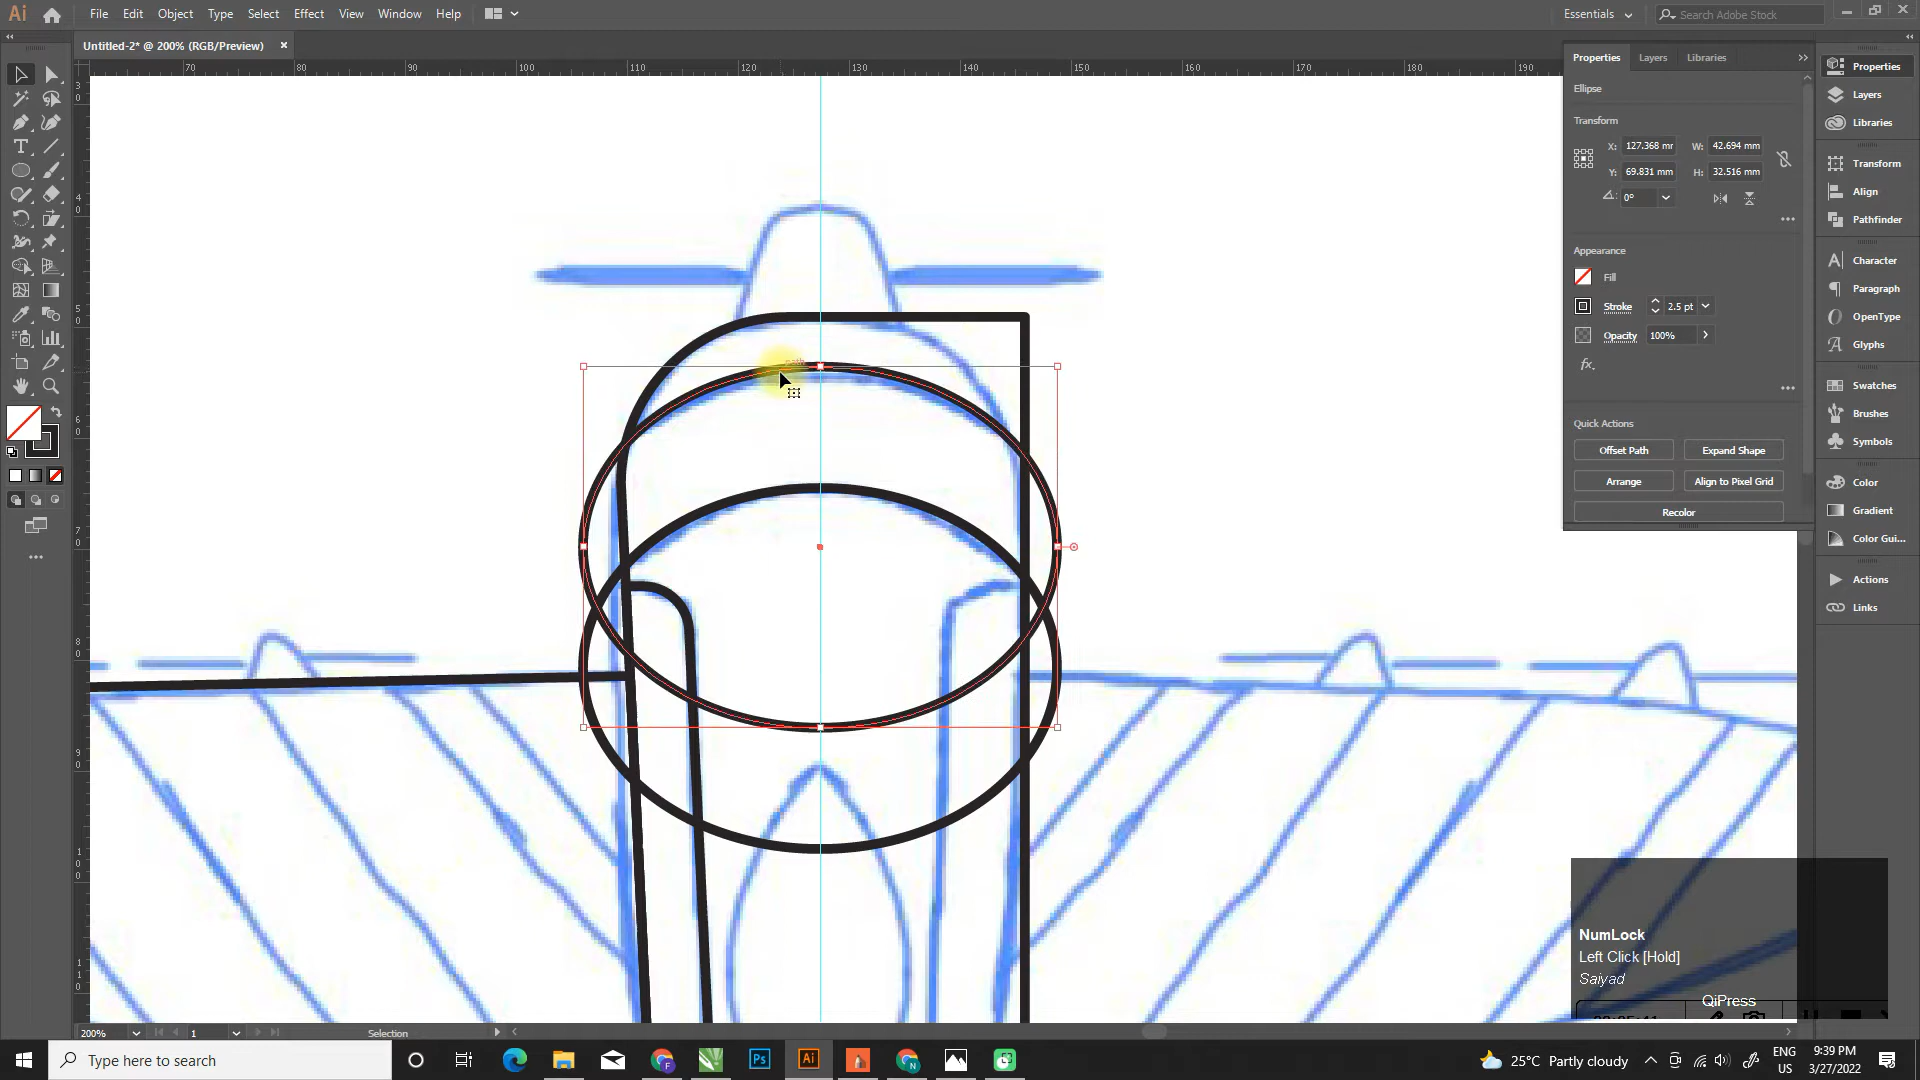 Ai File Edit Object Type Select Effect View Window Help Essentials Search Adobe Stock
Untitled-2* @ 200% (RGB/Preview) ×
70 80 90 100 110 120 130 140 150 160 170 180 190
Properties Layers Libraries
Ellipse
Transform
X: 127.368 mr W: 42.694 mm
Y: 69.831 mm H: 32.516 mm
0°
Appearance
Fill
Stroke 2.5 pt
Opacity 100%
fx.
Quick Actions
Offset Path Expand Shape
Arrange Align to Pixel Grid
Recolor
Properties
Layers
Libraries
Transform
Align
Pathfinder
Character
Paragraph
OpenType
Glyphs
Swatches
Brushes
Symbols
Color
Gradient
Color Gui...
Actions
Links
NumLock
Left Click [Hold]
Saiyad
QiPress
200% 1 Selection
Type here to search
Ps Ai
25°C Partly cloudy
ENG
US
9:39 PM
3/27/2022